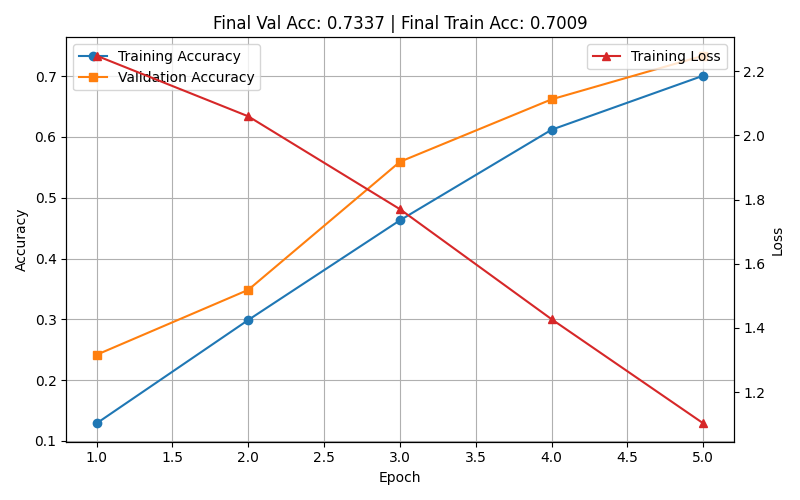 Final Val Acc: 0.7337 | Final Train Acc: 0.7009
Training Accuracy
Validation Accuracy
Training Loss
Accuracy
0.7
0.6
0.5
0.4
0.3
0.2
0.1
2.2
2.0
1.8
1.6
1.4
1.2
Loss
1.0 1.5 2.0 2.5 3.0 3.5 4.0 4.5 5.0
Epoch